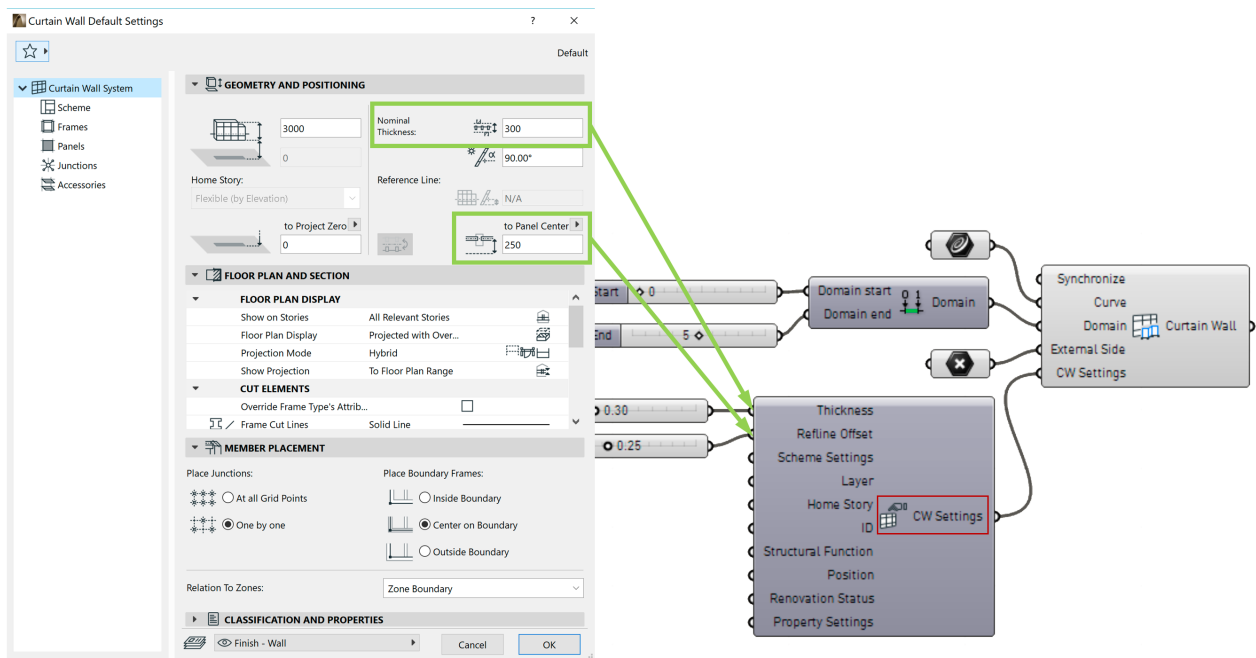 Curtain Wall Default Settings
?
×
Default
Curtain Wall System
Scheme
Frames
Panels
Junctions
Accessories
GEOMETRY AND POSITIONING
3000
0
Nominal
Thickness:
300
α
90.00°
Home Story:
Flexible (by Elevation)
Reference Line:
N/A
to Project Zero
0
to Panel Center
250
FLOOR PLAN AND SECTION
FLOOR PLAN DISPLAY
Show on Stories All Relevant Stories
Floor Plan Display Projected with Over...
Projection Mode Hybrid
Show Projection To Floor Plan Range
CUT ELEMENTS
Override Frame Type's Attrib...
Frame Cut Lines Solid Line
MEMBER PLACEMENT
Place Junctions:
At all Grid Points
One by one
Place Boundary Frames:
Inside Boundary
Center on Boundary
Outside Boundary
Relation To Zones: Zone Boundary
CLASSIFICATION AND PROPERTIES
Finish - Wall
Cancel
OK
Start 0
End 5
Domain start
Domain end
0 1
Domain
Synchronize
Curve
Domain
External Side
CW Settings
Curtain Wall
0.30
0.25
Thickness
Refline Offset
Scheme Settings
Layer
Home Story
ID
Structural Function
Position
Renovation Status
Property Settings
CW Settings